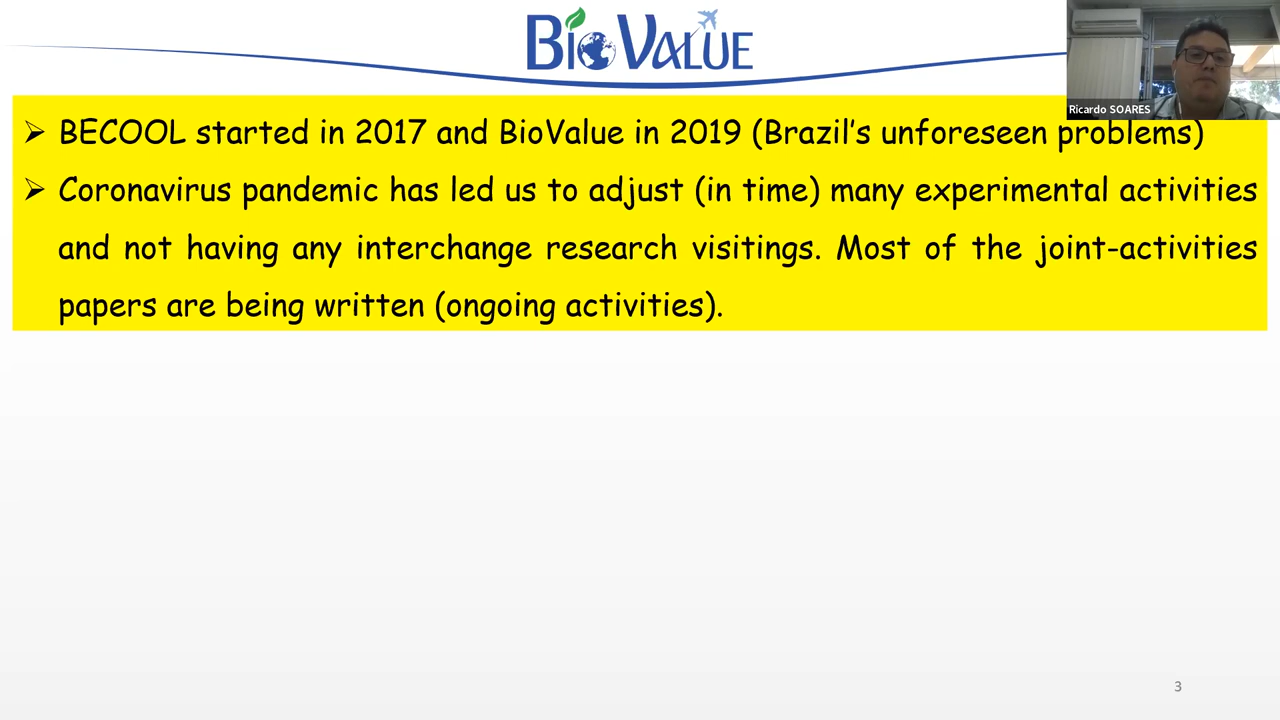 BioVALUE
Ricardo SOARES
➢ BECOOL started in 2017 and BioValue in 2019 (Brazil's unforeseen problems)
➢ Coronavirus pandemic has led us to adjust (in time) many experimental activities
and not having any interchange research visitings. Most of the joint-activities
papers are being written (ongoing activities).
3